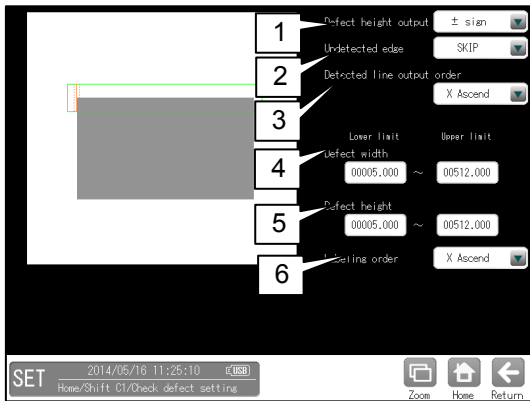 1
Defect height output
± sign
2
Undetected edge
SKIP
3
Detected line output order
X Ascend
Lower limit Upper limit
4
Defect width
00005.000 ~ 00512.000
5
Defect height
00005.000 ~ 00512.000
6
Labeling order
X Ascend
SET
2014/05/16 11:25:10 USB
Home/Shift C1/Check defect setting
Zoom Home Return